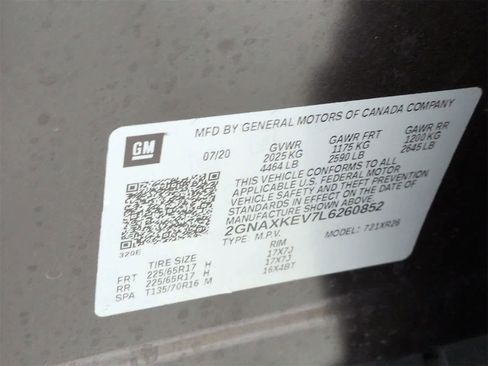 GM
MFD BY GENERAL MOTORS OF CANADA COMPANY
07/20 GVWR GAWR FRT GAWR RR
2025 KG 1175 KG 1200 KG
4464 LB 2590 LB 2645 LB
THIS VEHICLE CONFORMS TO ALL
APPLICABLE U.S. FEDERAL MOTOR
VEHICLE SAFETY AND THEFT PREVENTION
STANDARDS IN EFFECT ON THE DATE OF
MANUFACTURE SHOWN ABOVE.
2GNAXKEV7L6260852
TYPE: M.P.V. MODEL: 721XR26
320E
TIRE SIZE RIM
FRT 225/65R17 H 17X7J
RR 225/65R17 H 17X7J
SPA T135/70R16 M 16X4BT